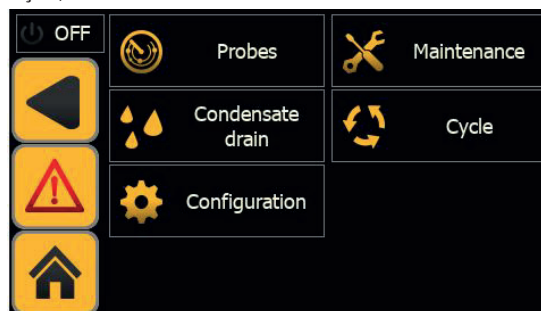 OFF
Probes
Maintenance
Condensate
drain
Cycle
Configuration